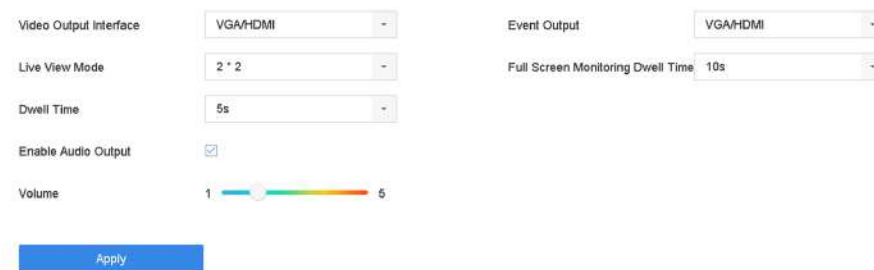 Video Output Interface VGA/HDMI Event Output VGA/HDMI
Live View Mode 2 * 2 Full Screen Monitoring Dwell Time 10s
Dwell Time 5s
Enable Audio Output
Volume 1 5
Apply